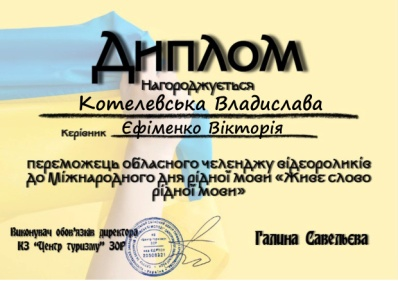 Диплом
Нагороджується
Котелевська Владислава
Керівник Єфіменко Вікторія
переможець обласного челенджу відеороликів
до Міжнародного дня рідної мови «Живе слово
рідної мови»
Виконувач обов'язків директора
КЗ "Центр туризму" ЗОР
Галина Савельєва